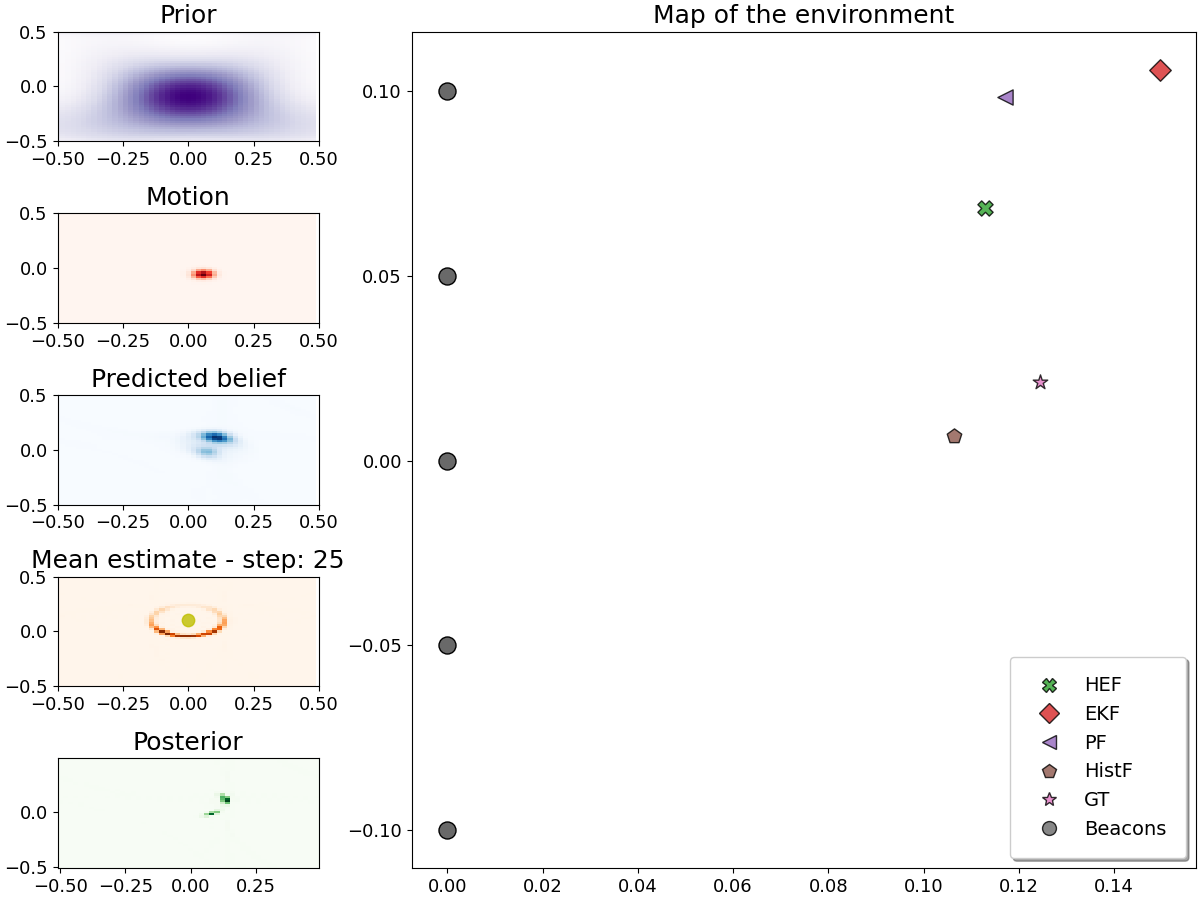 Prior
0.5
0.0
−0.5
−0.50 −0.25 0.00 0.25 0.50
Motion
0.5
0.0
−0.5
−0.50 −0.25 0.00 0.25 0.50
Predicted belief
0.5
0.0
−0.5
−0.50 −0.25 0.00 0.25 0.50
Mean estimate - step: 25
0.5
0.0
−0.5
−0.50 −0.25 0.00 0.25 0.50
Posterior
0.0
−0.5
−0.50 −0.25 0.00 0.25
Map of the environment
0.10
0.05
0.00
−0.05
−0.10
0.00 0.02 0.04 0.06 0.08 0.10 0.12 0.14
HEF
EKF
PF
HistF
GT
Beacons